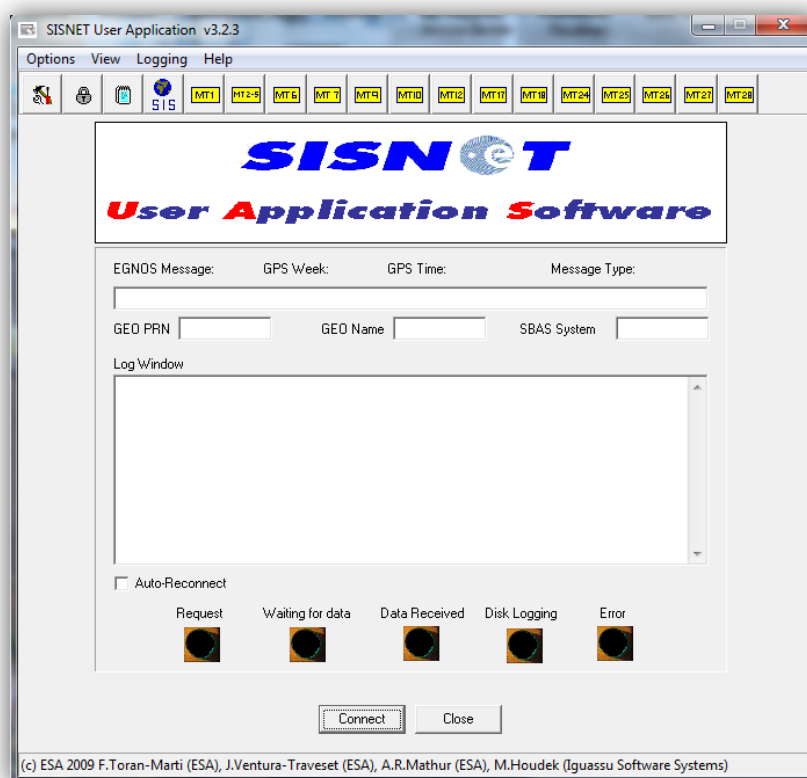 SISNET User Application v3.2.3
Options View Logging Help
SIS MT1 MT2-5 MT6 MT7 MT9 MT10 MT12 MT17 MT18 MT24 MT25 MT26 MT27 MT28
SISNeT
User Application Software
EGNOS Message: GPS Week: GPS Time: Message Type:
GEO PRN GEO Name SBAS System
Log Window
Auto-Reconnect
Request Waiting for data Data Received Disk Logging Error
Connect Close
(c) ESA 2009 F.Toran-Marti (ESA), J.Ventura-Traveset (ESA), A.R.Mathur (ESA), M.Houdek (Iguassu Software Systems)